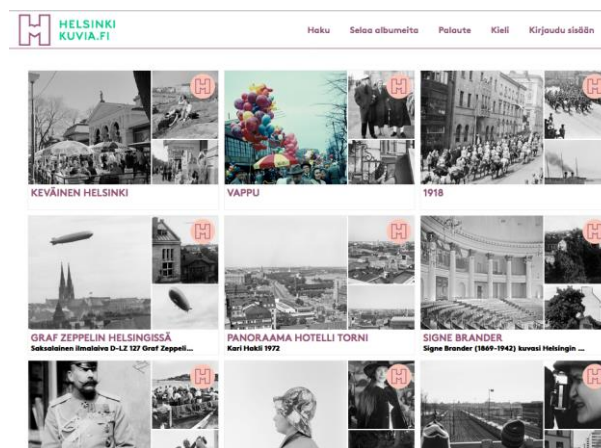 HELSINKI
KUVIA.FI
Haku Selaa albumeita Palaute Kieli Kirjaudu sisään
KEVÄINEN HELSINKI
VAPPU
1918
GRAF ZEPPELIN HELSINGISSÄ
Saksalainen ilmalaiva D-LZ 127 Graf Zeppeli...
PANORAAMA HOTELLI TORNI
Kari Hakli 1972
SIGNE BRANDER
Signe Brander (1869-1942) kuvasi Helsingin ...